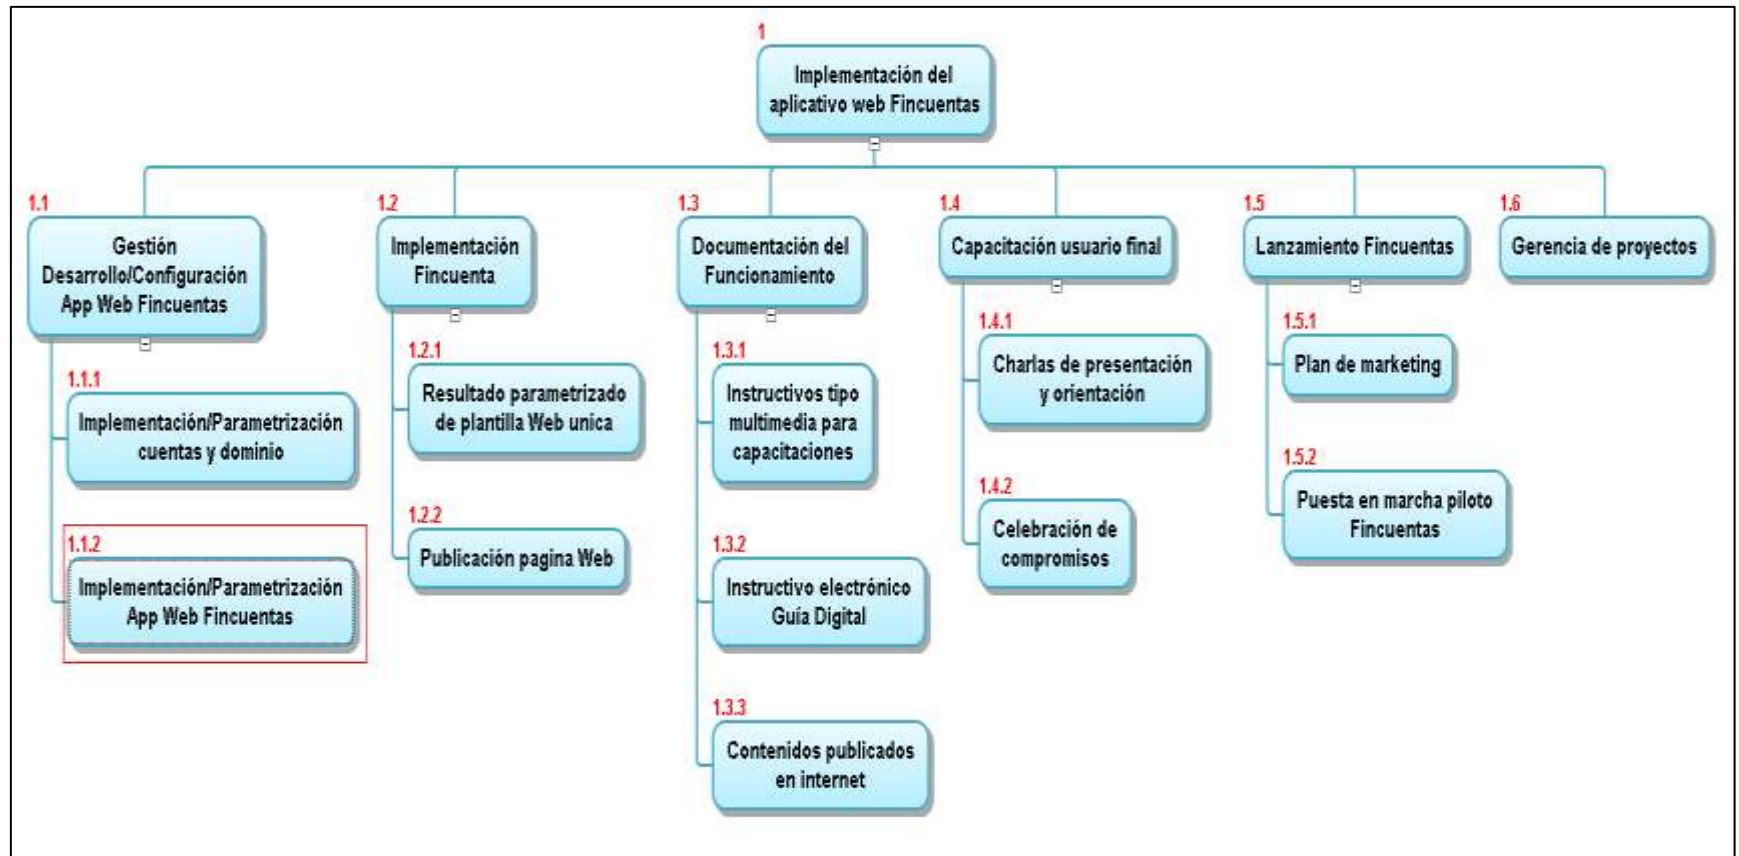 1
Implementación del
aplicativo web Fincuentas
1.1
Gestión
Desarrollo/Configuración
App Web Fincuentas
1.1.1
Implementación/Parametrización
cuentas y dominio
1.1.2
Implementación/Parametrización
App Web Fincuentas
1.2
Implementación
Fincuenta
1.2.1
Resultado parametrizado
de plantilla Web unica
1.2.2
Publicación pagina Web
1.3
Documentación del
Funcionamiento
1.3.1
Instructivos tipo
multimedia para
capacitaciones
1.3.2
Instructivo electrónico
Guía Digital
1.3.3
Contenidos publicados
en internet
1.4
Capacitación usuario final
1.4.1
Charlas de presentación
y orientación
1.4.2
Celebración de
compromisos
1.5
Lanzamiento Fincuentas
1.5.1
Plan de marketing
1.5.2
Puesta en marcha piloto
Fincuentas
1.6
Gerencia de proyectos